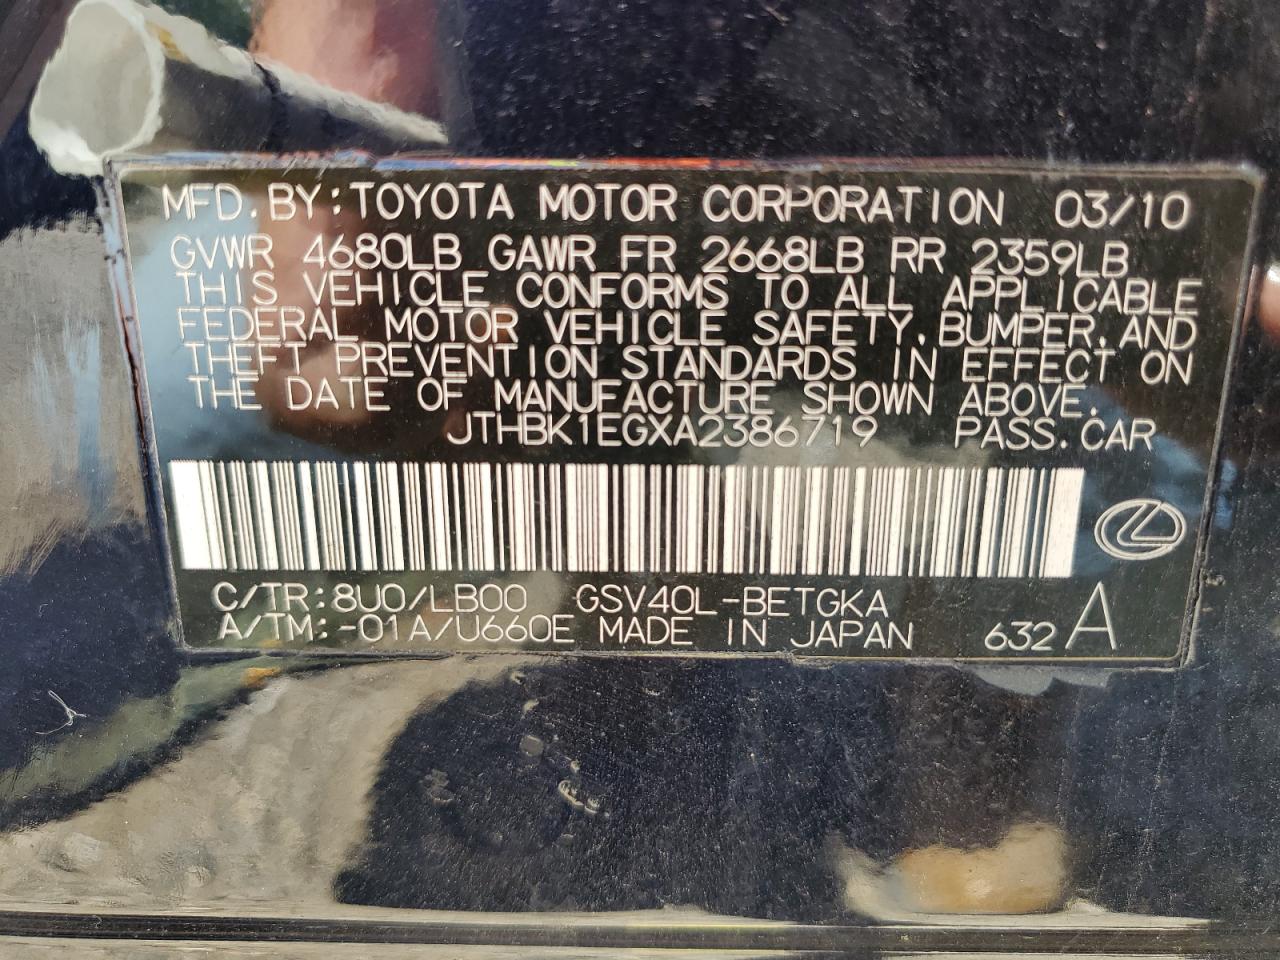 MFD. BY: TOYOTA MOTOR CORPORATION 03/10
GVWR 4680LB GAWR FR 2668LB RR 2359LB
THIS VEHICLE CONFORMS TO ALL APPLICABLE
FEDERAL MOTOR VEHICLE SAFETY, BUMPER, AND
THEFT PREVENTION STANDARDS IN EFFECT ON
THE DATE OF MANUFACTURE SHOWN ABOVE.
JTHBK1EGXA2386719 PASS. CAR
C/TR: 8U0/LB00 GSV40L-BETGKA
A/TM: -01A/U660E MADE IN JAPAN 632 A